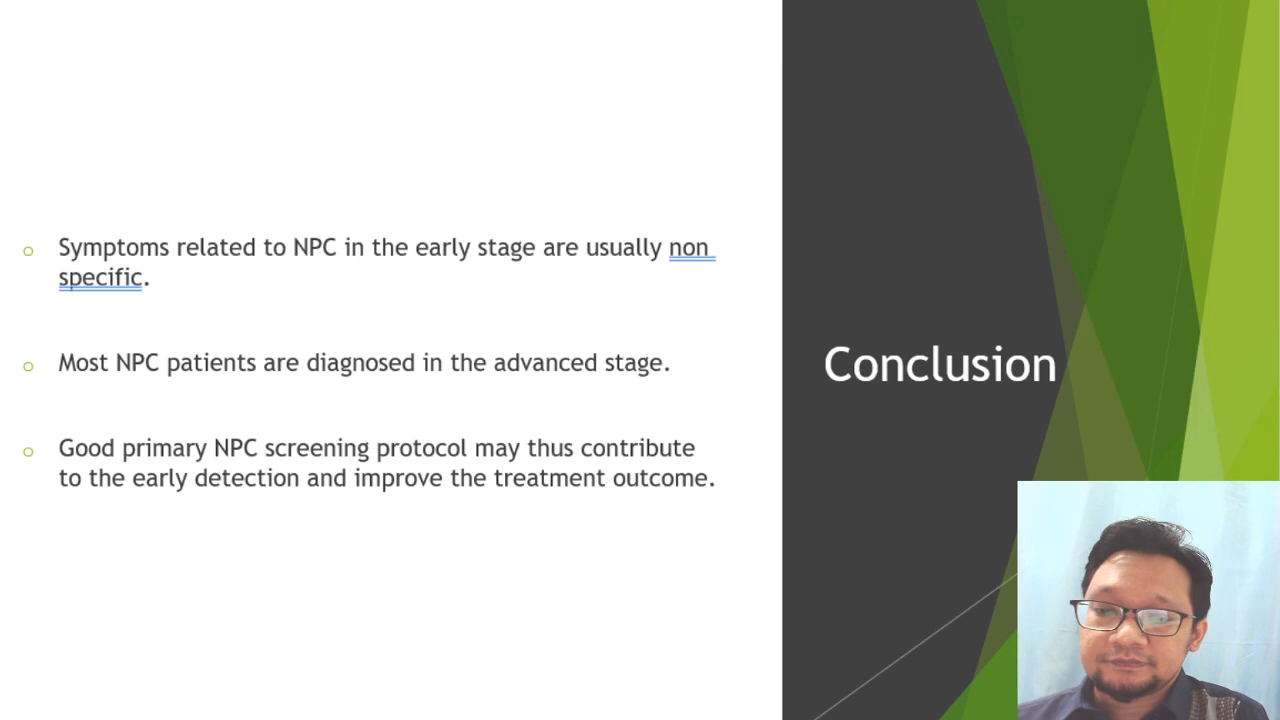 Symptoms related to NPC in the early stage are usually non
specific.
Most NPC patients are diagnosed in the advanced stage.
Good primary NPC screening protocol may thus contribute
to the early detection and improve the treatment outcome.
Conclusion